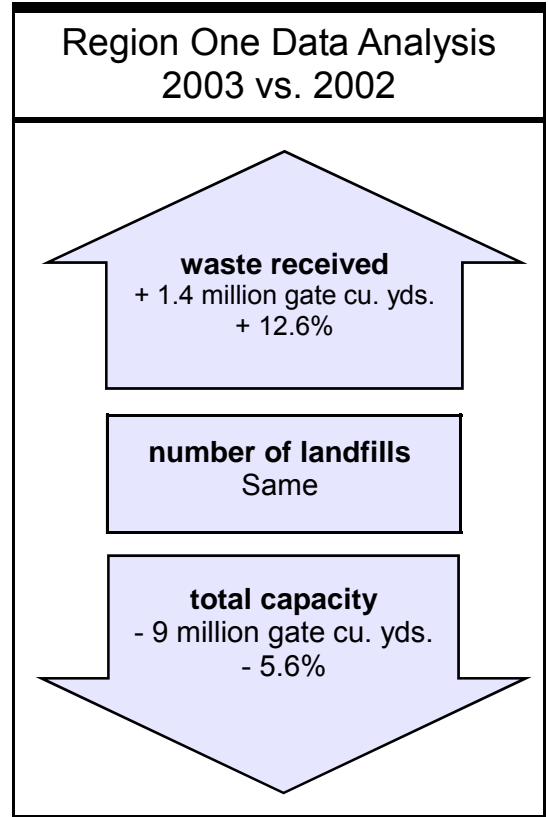 Region One Data Analysis
2003 vs. 2002
waste received
+ 1.4 million gate cu. yds.
+ 12.6%
number of landfills
Same
total capacity
- 9 million gate cu. yds.
- 5.6%